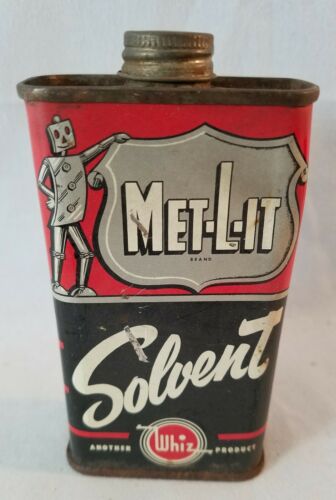 MET-L-IT
BRAND
Solvent
ANOTHER Whiz PRODUCT